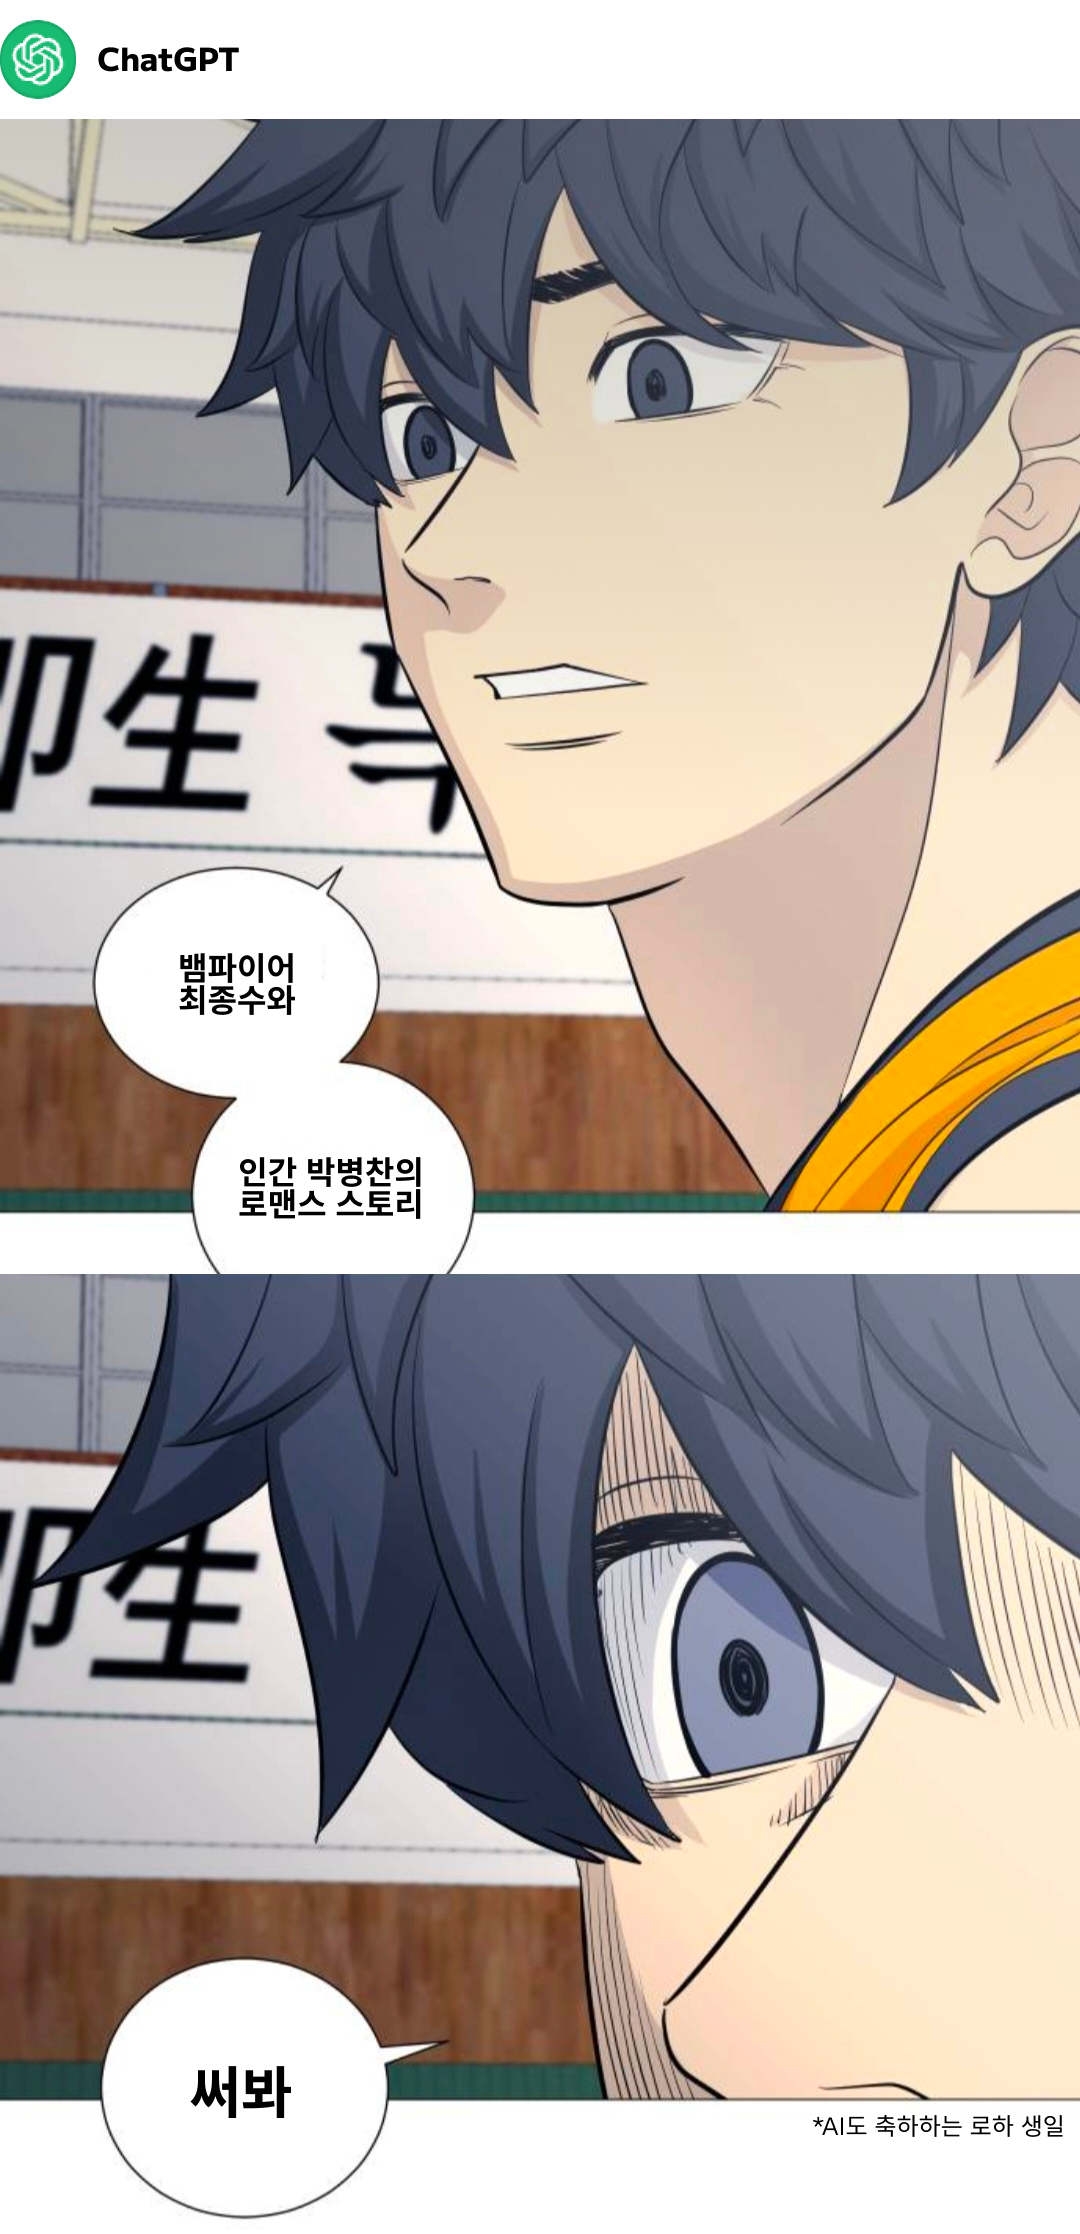 ChatGPT
生
뱀파이어
최종수와
인간 박병찬의
로맨스 스토리
生
써봐
*AI도 축하하는 로하 생일